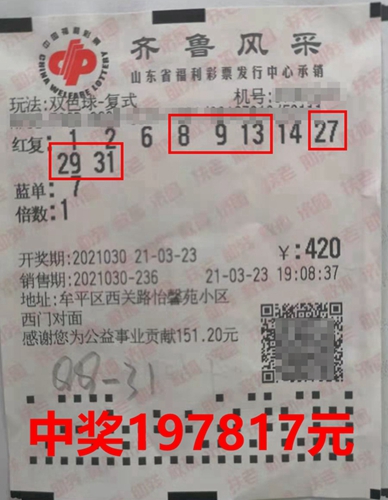 中国福利彩票
CHINA WELFARE LOTTERY
齐鲁风采
山东省福利彩票发行中心承销
玩法:双色球-复式 机号:
红复: 1 2 6 8 9 13 14 27
29 31
蓝单: 7
倍数:1
开奖期:2021030 21-03-23 ¥:420
销售期:2021030-236 21-03-23 19:08:37
地址:牟平区西关路怡馨苑小区
西门对面
感谢您为公益事业贡献151.20元
88-31
中奖197817元